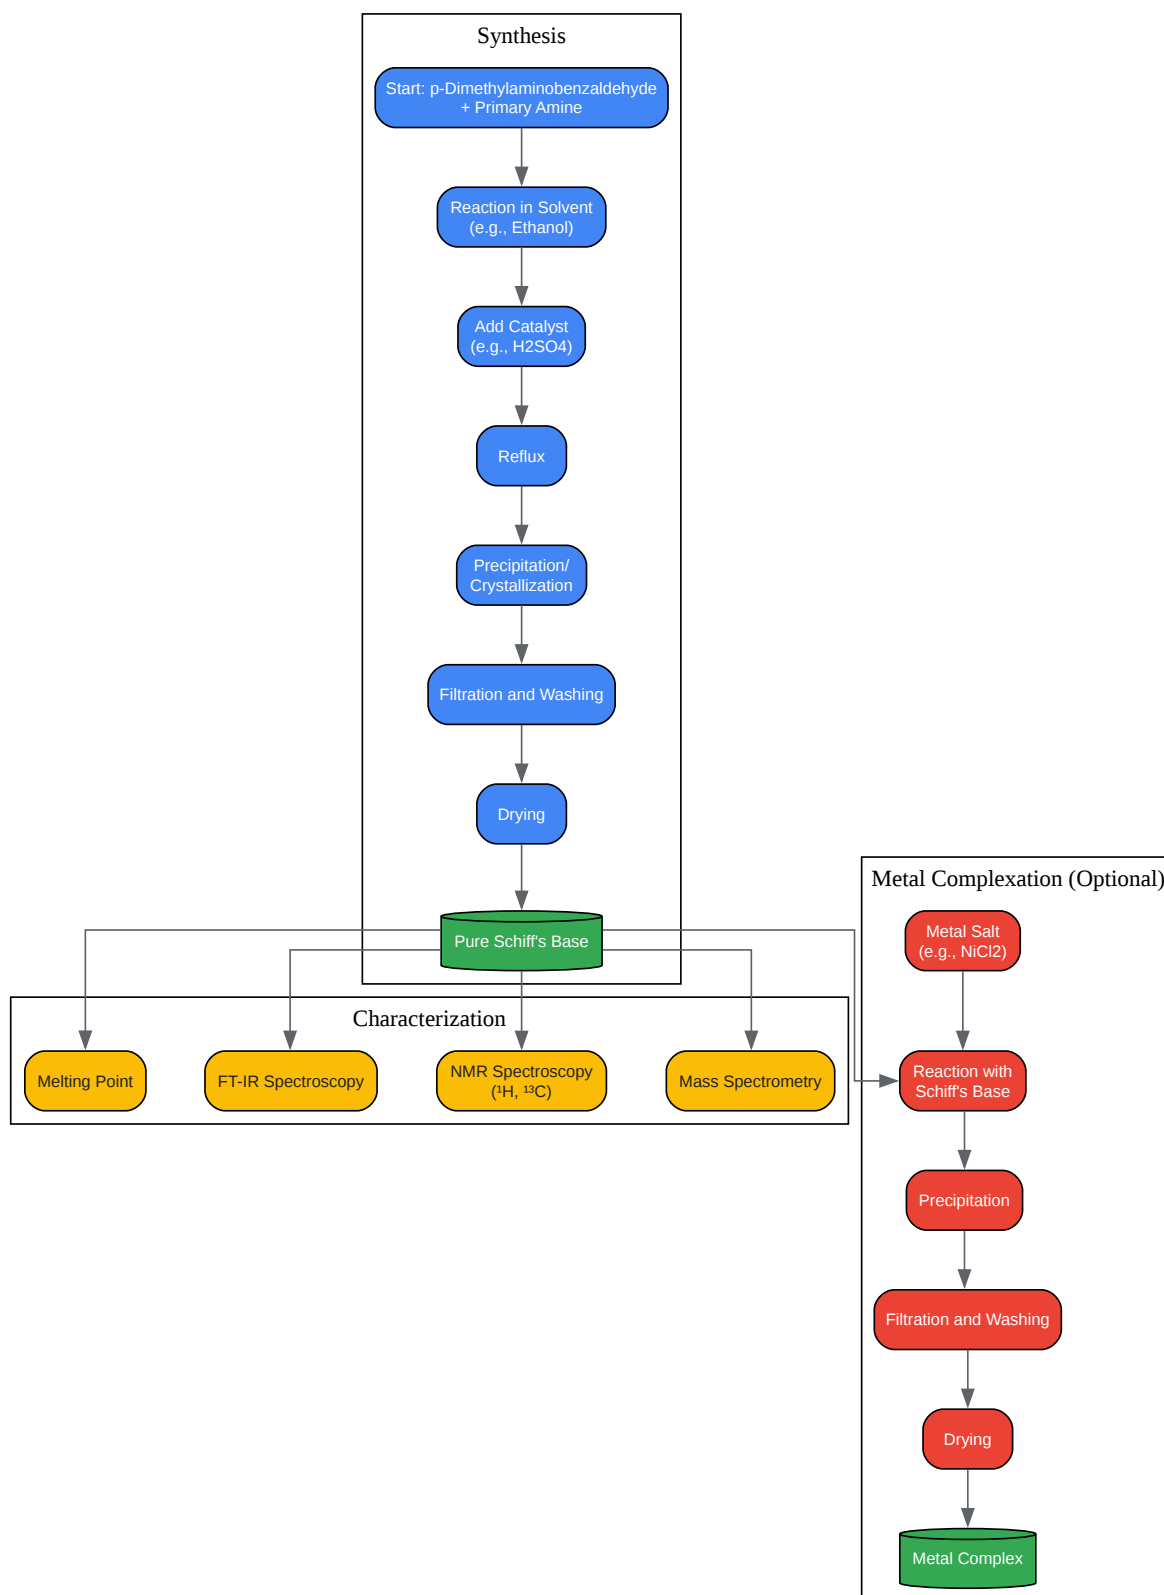 Synthesis
Start: p-Dimethylaminobenzaldehyde
+ Primary Amine
Reaction in Solvent
(e.g., Ethanol)
Add Catalyst
(e.g., H2SO4)
Reflux
Precipitation/
Crystallization
Filtration and Washing
Drying
Pure Schiff's Base
Characterization
Melting Point
FT-IR Spectroscopy
NMR Spectroscopy
(¹H, ¹³C)
Mass Spectrometry
Metal Complexation (Optional)
Metal Salt
(e.g., NiCl2)
Reaction with
Schiff's Base
Precipitation
Filtration and Washing
Drying
Metal Complex